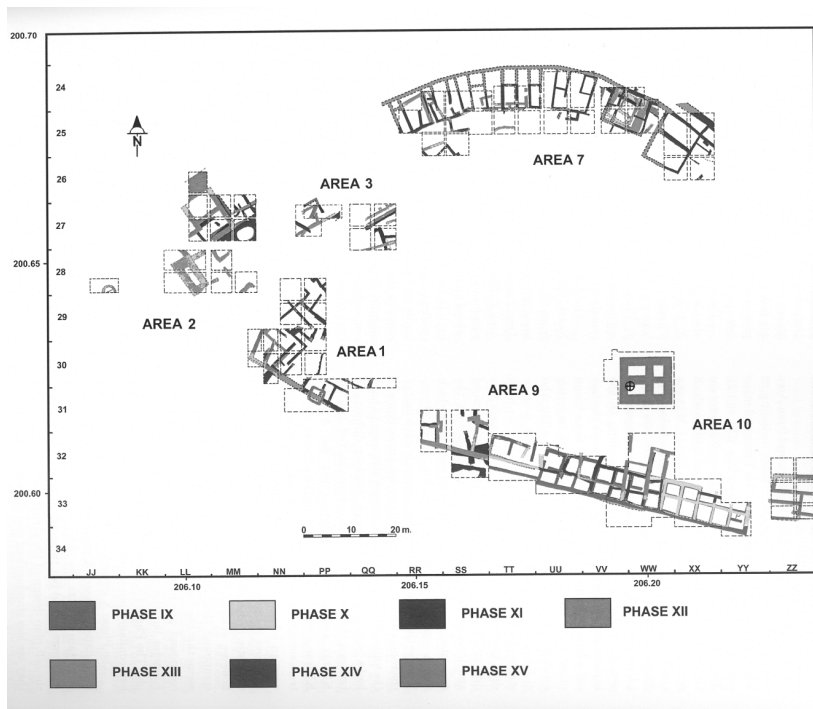 200.70
24
25
AREA 7
N
26
AREA 3
27
200.65
28
29
AREA 2
AREA 1
30
AREA 9
31
AREA 10
32
200.60
33
0 10 20 m.
34
JJ KK LL MM NN PP QQ RR SS TT UU VV WW XX YY ZZ
206.10 206.15 206.20
PHASE IX PHASE X PHASE XI PHASE XII
PHASE XIII PHASE XIV PHASE XV